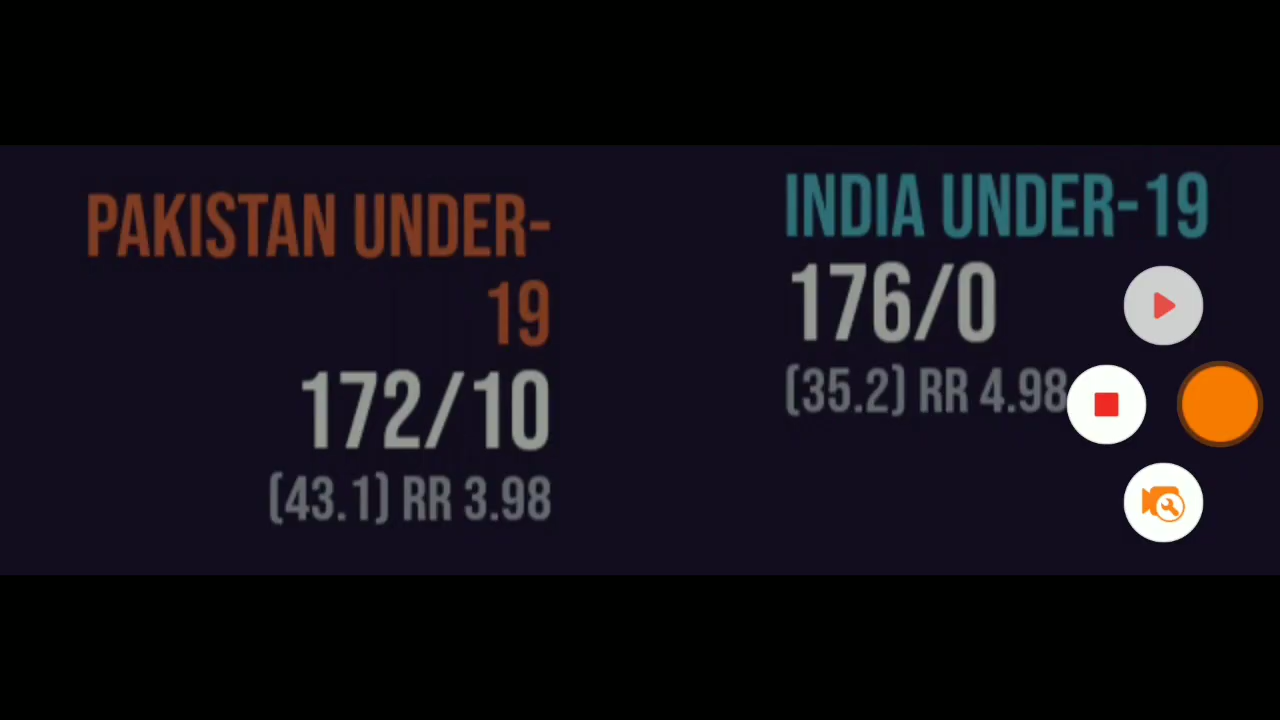 PAKISTAN UNDER-
19
172/10
(43.1) RR 3.98
INDIA UNDER-19
176/0
(35.2) RR 4.98